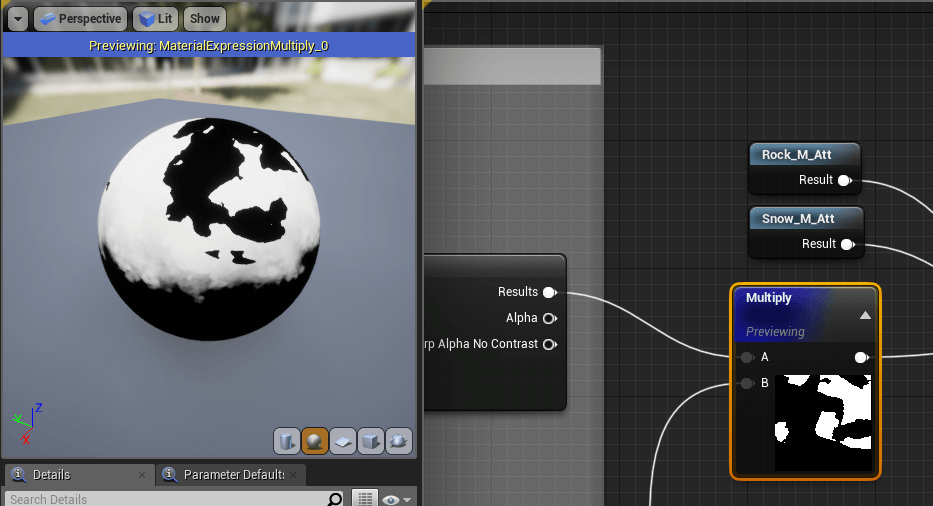 Perspective
Lit
Show
Previewing: MaterialExpressionMultiply_0
Z
Y
X
Details
Parameter Defaults
Search Details
Rock_M_Att
Result
Snow_M_Att
Result
Results
Alpha
rp Alpha No Contrast
Multiply
Previewing
A
B